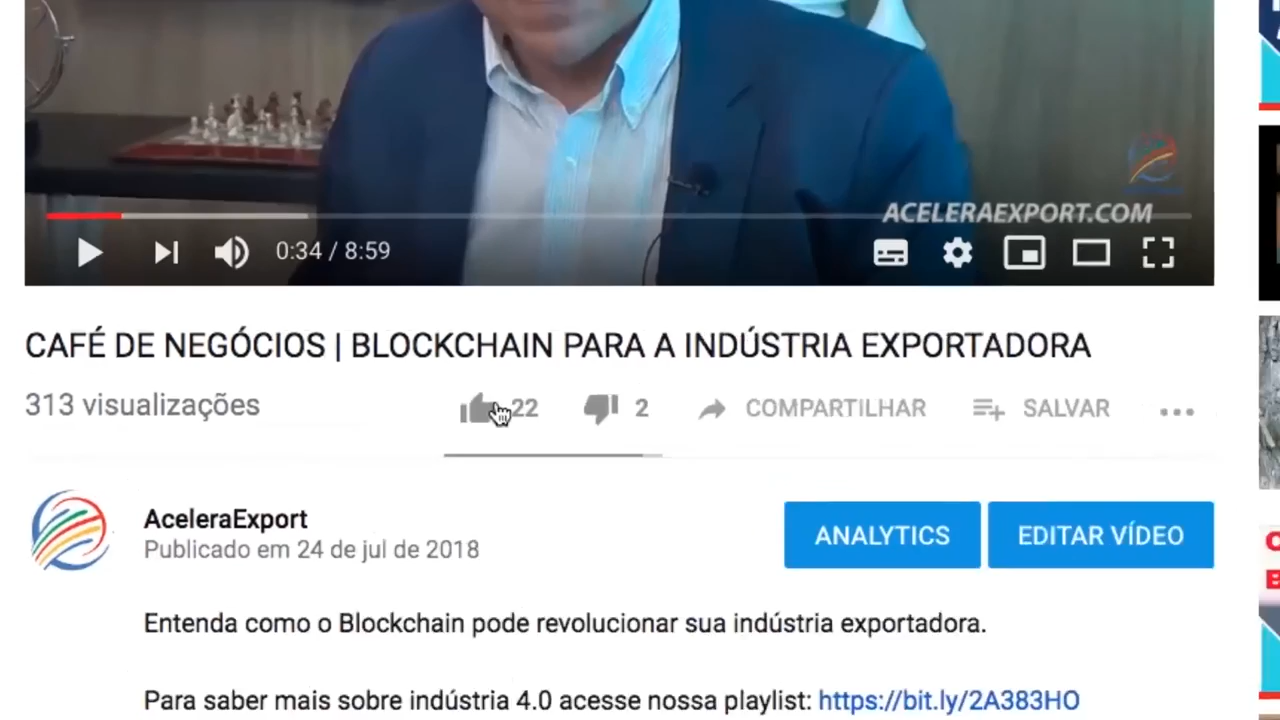 ACELERAEXPORT.COM
0:34 / 8:59
CAFÉ DE NEGÓCIOS | BLOCKCHAIN PARA A INDÚSTRIA EXPORTADORA
313 visualizações 22 2 COMPARTILHAR SALVAR
AceleraExport
Publicado em 24 de jul de 2018
ANALYTICS EDITAR VÍDEO
Entenda como o Blockchain pode revolucionar sua indústria exportadora.
Para saber mais sobre indústria 4.0 acesse nossa playlist: https://bit.ly/2A383HO